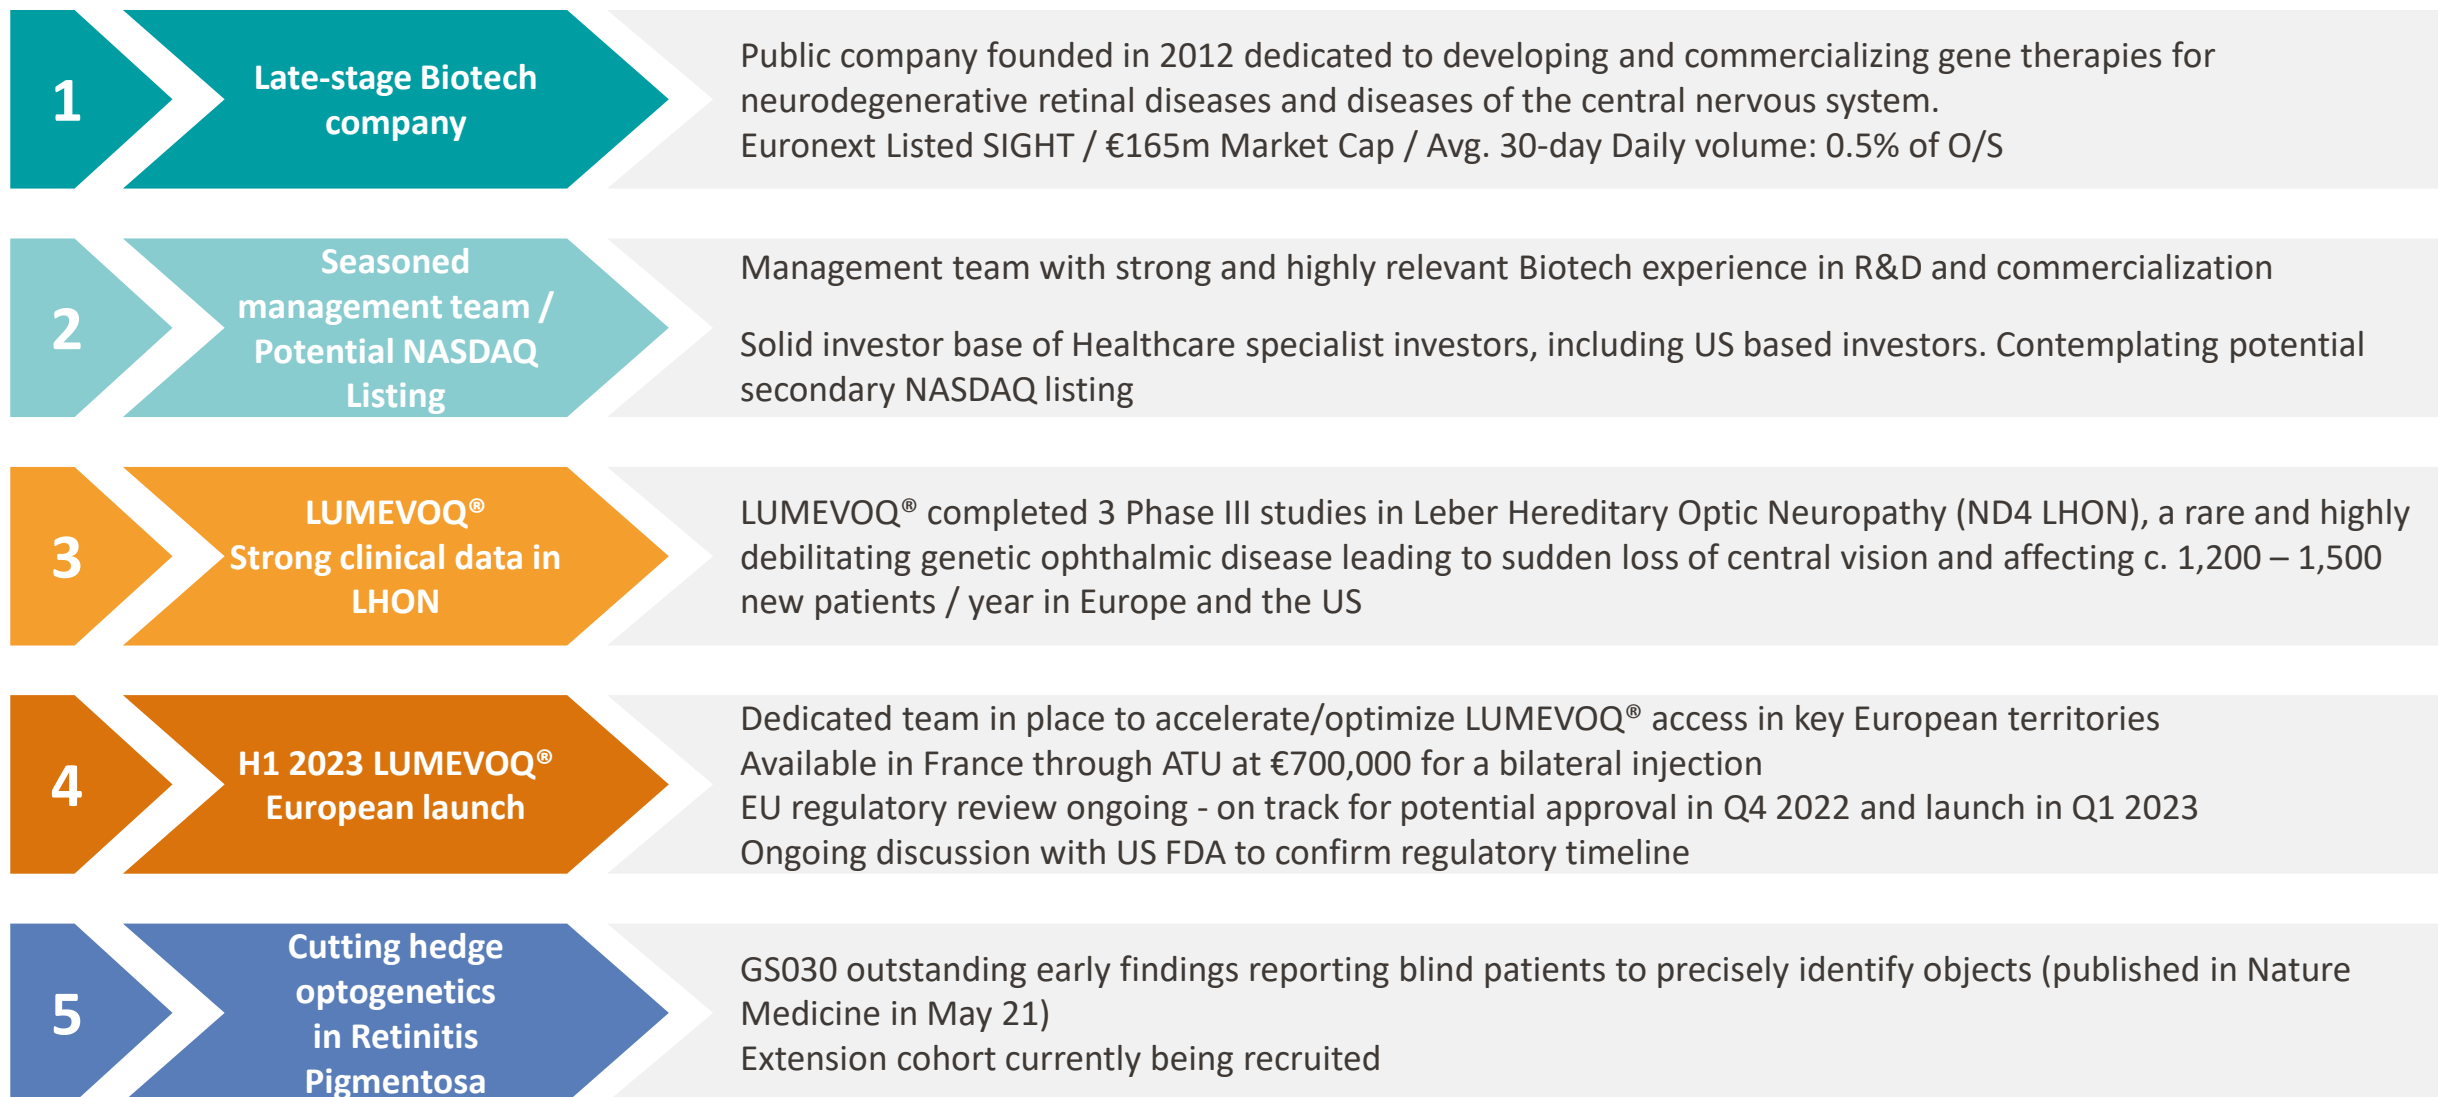 1
Late-stage Biotech
company
Public company founded in 2012 dedicated to developing and commercializing gene therapies for
neurodegenerative retinal diseases and diseases of the central nervous system.
Euronext Listed SIGHT / €165m Market Cap / Avg. 30-day Daily volume: 0.5% of O/S
2
Seasoned
management team /
Potential NASDAQ
Listing
Management team with strong and highly relevant Biotech experience in R&D and commercialization
Solid investor base of Healthcare specialist investors, including US based investors. Contemplating potential
secondary NASDAQ listing
3
LUMEVOQ®
Strong clinical data in
LHON
LUMEVOQ® completed 3 Phase III studies in Leber Hereditary Optic Neuropathy (ND4 LHON), a rare and highly
debilitating genetic ophthalmic disease leading to sudden loss of central vision and affecting c. 1,200 – 1,500
new patients / year in Europe and the US
4
H1 2023 LUMEVOQ®
European launch
Dedicated team in place to accelerate/optimize LUMEVOQ® access in key European territories
Available in France through ATU at €700,000 for a bilateral injection
EU regulatory review ongoing - on track for potential approval in Q4 2022 and launch in Q1 2023
Ongoing discussion with US FDA to confirm regulatory timeline
5
Cutting hedge
optogenetics
in Retinitis
Pigmentosa
GS030 outstanding early findings reporting blind patients to precisely identify objects (published in Nature
Medicine in May 21)
Extension cohort currently being recruited